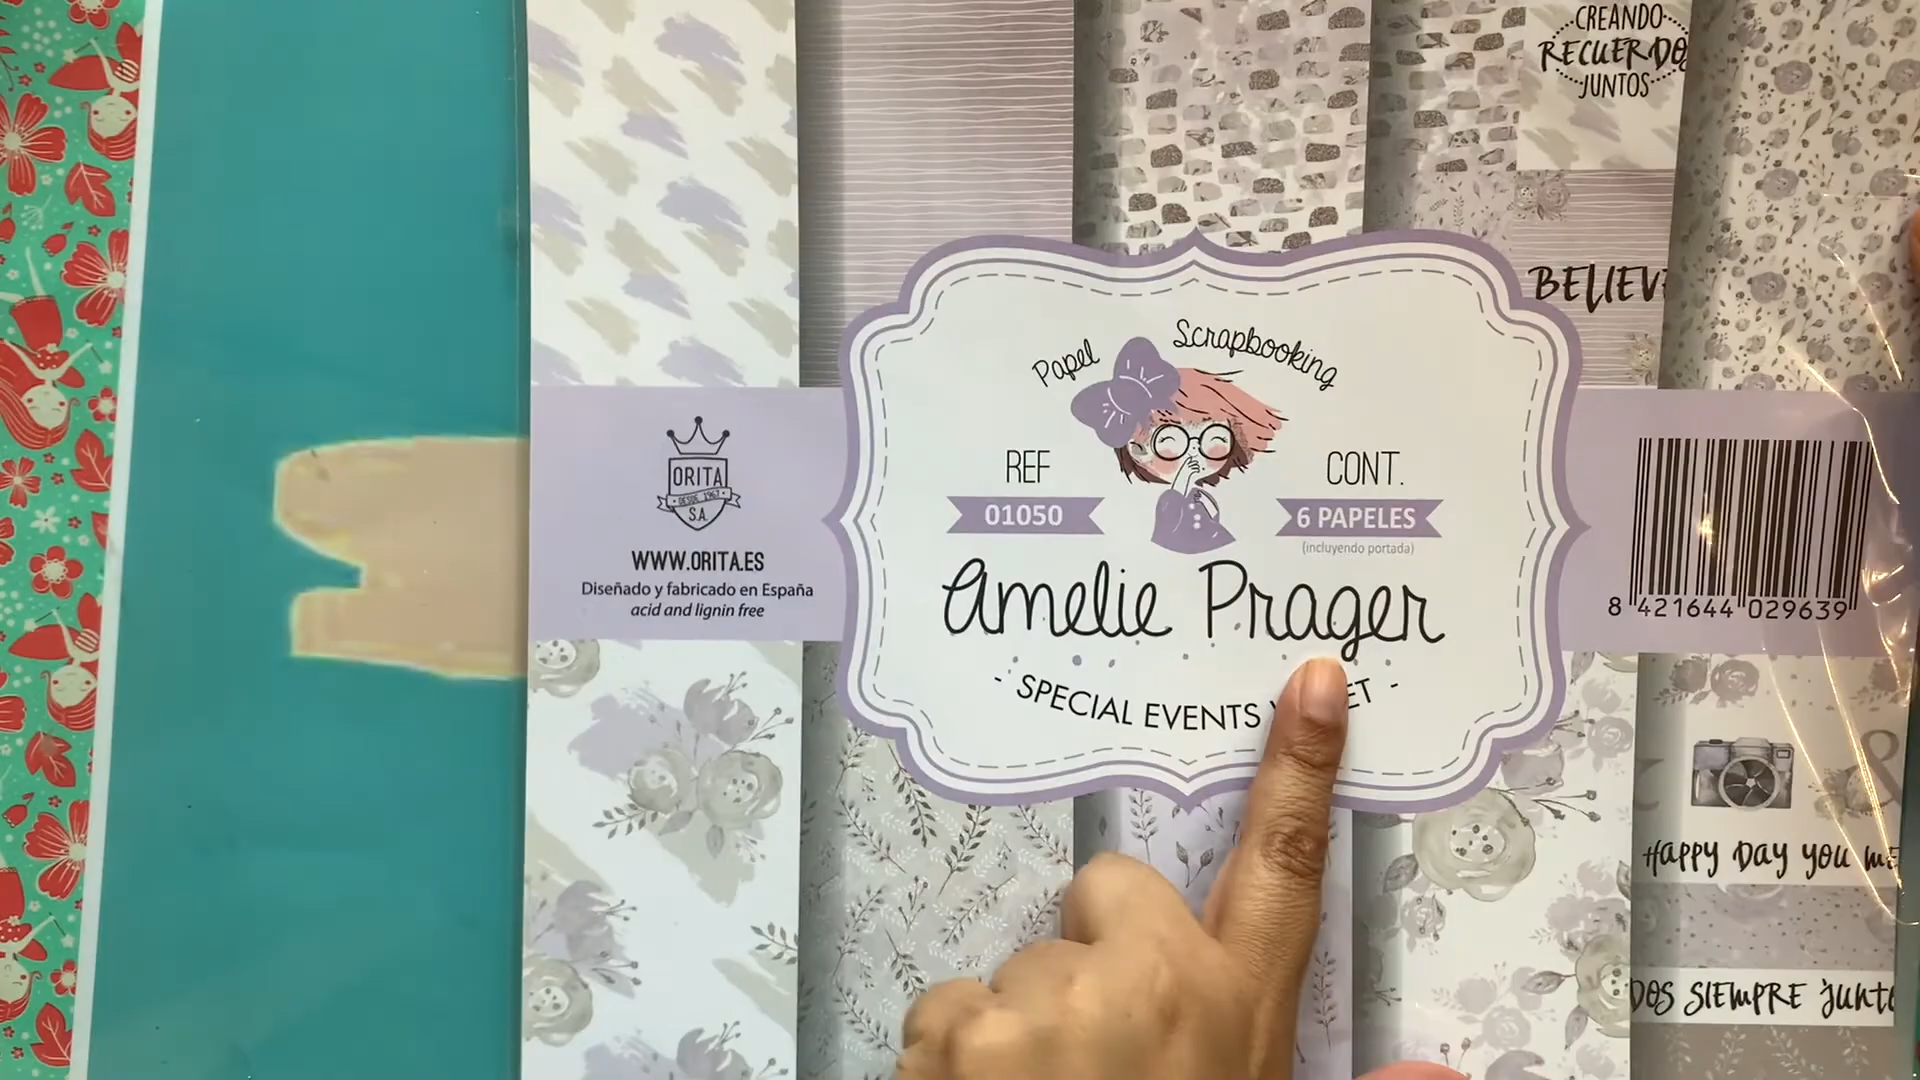 CREANDO
RECUERDOS
JUNTOS
BELIEV
Papel Scrapbooking
REF
01050
CONT.
6 PAPELES
(incluyendo portada)
ORITA
DESDE 1967
S.A.
WWW.ORITA.ES
Diseñado y fabricado en España
acid and lignin free
Amelie Prager
- SPECIAL EVENTS ET -
8 421644 029639
&
HAPPY DAY YOU ME
DOS SIEMPRE JUNT